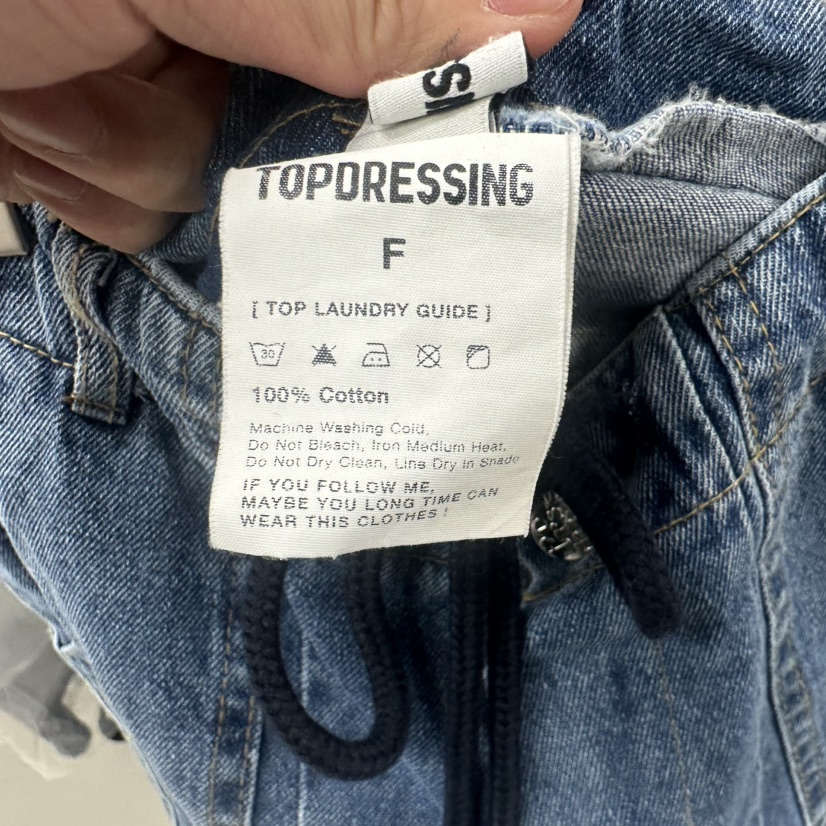 IS
TOPDRESSING
F
[ TOP LAUNDRY GUIDE ]
30
100% Cotton
Machine Washing Cold,
Do Not Bleach, Iron Medium Heat,
Do Not Dry Clean, Line Dry in Shade
IF YOU FOLLOW ME,
MAYBE YOU LONG TIME CAN
WEAR THIS CLOTHES !